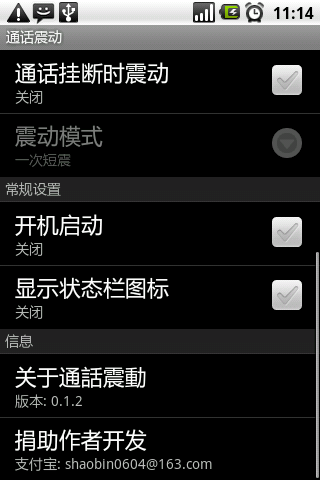 11:14
通话震动
通话挂断时震动
关闭
震动模式
一次短震
常规设置
开机启动
关闭
显示状态栏图标
关闭
信息
关于通話震動
版本: 0.1.2
捐助作者开发
支付宝: shaobin0604@163.com